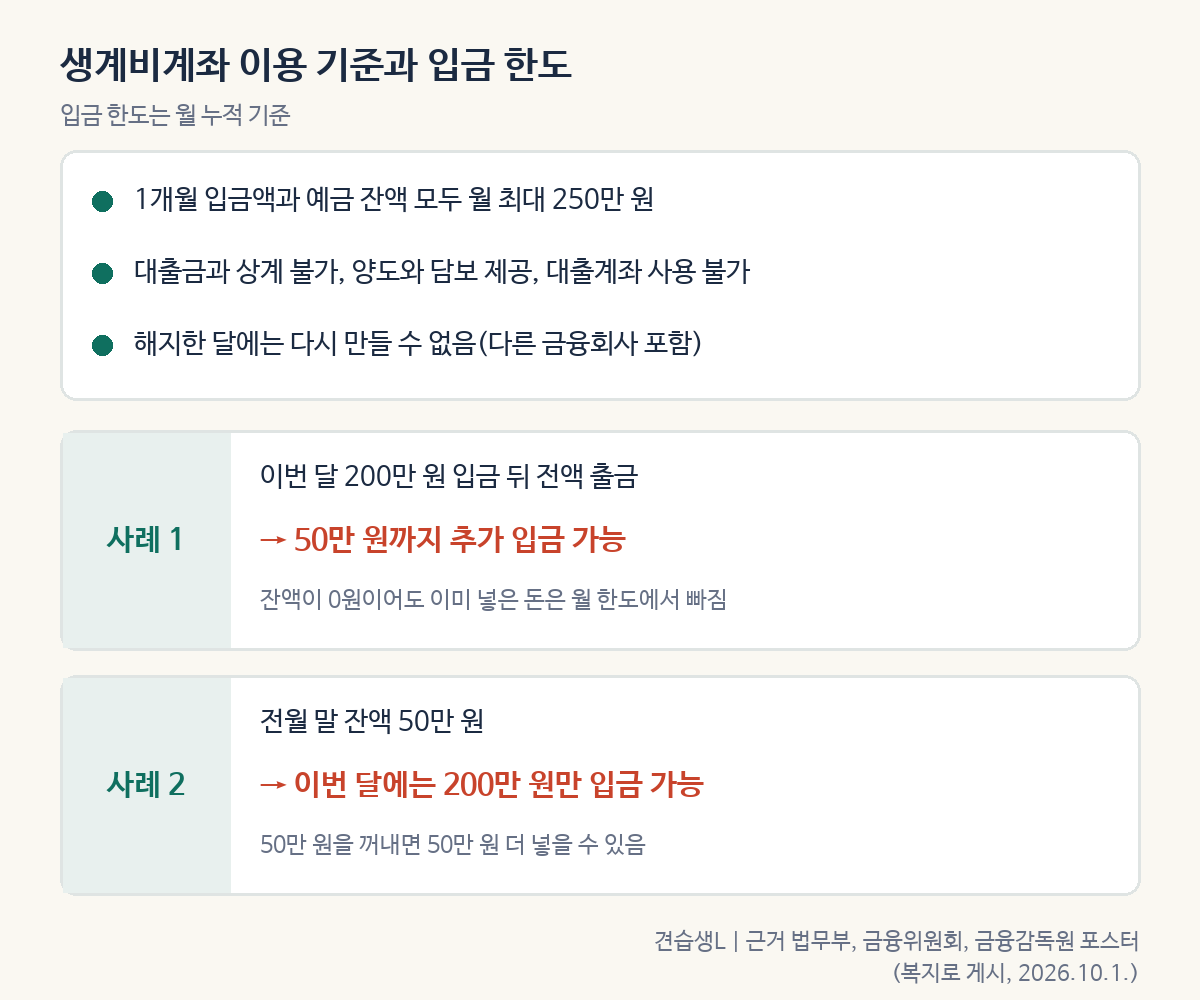 생계비계좌 이용 기준과 입금 한도
입금 한도는 월 누적 기준
1개월 입금액과 예금 잔액 모두 월 최대 250만 원
대출금과 상계 불가, 양도와 담보 제공, 대출계좌 사용 불가
해지한 달에는 다시 만들 수 없음(다른 금융회사 포함)
사례 1
이번 달 200만 원 입금 뒤 전액 출금
→ 50만 원까지 추가 입금 가능
잔액이 0원이어도 이미 넣은 돈은 월 한도에서 빠짐
사례 2
전월 말 잔액 50만 원
→ 이번 달에는 200만 원만 입금 가능
50만 원을 꺼내면 50만 원 더 넣을 수 있음
견습생L | 근거 법무부, 금융위원회, 금융감독원 포스터
(복지로 게시, 2026.10.1.)